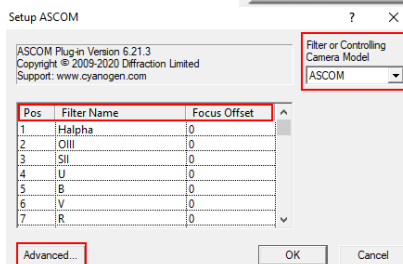 Setup ASCOM ? ×
ASCOM Plug-in Version 6.21.3
Copyright © 2009-2020 Diffraction Limited
Support: www.cyanogen.com
Filter or Controlling
Camera Model
ASCOM
Pos Filter Name Focus Offset
1 Halpha 0
2 OIII 0
3 SII 0
4 U 0
5 B 0
6 V 0
7 R 0
Advanced... OK Cancel